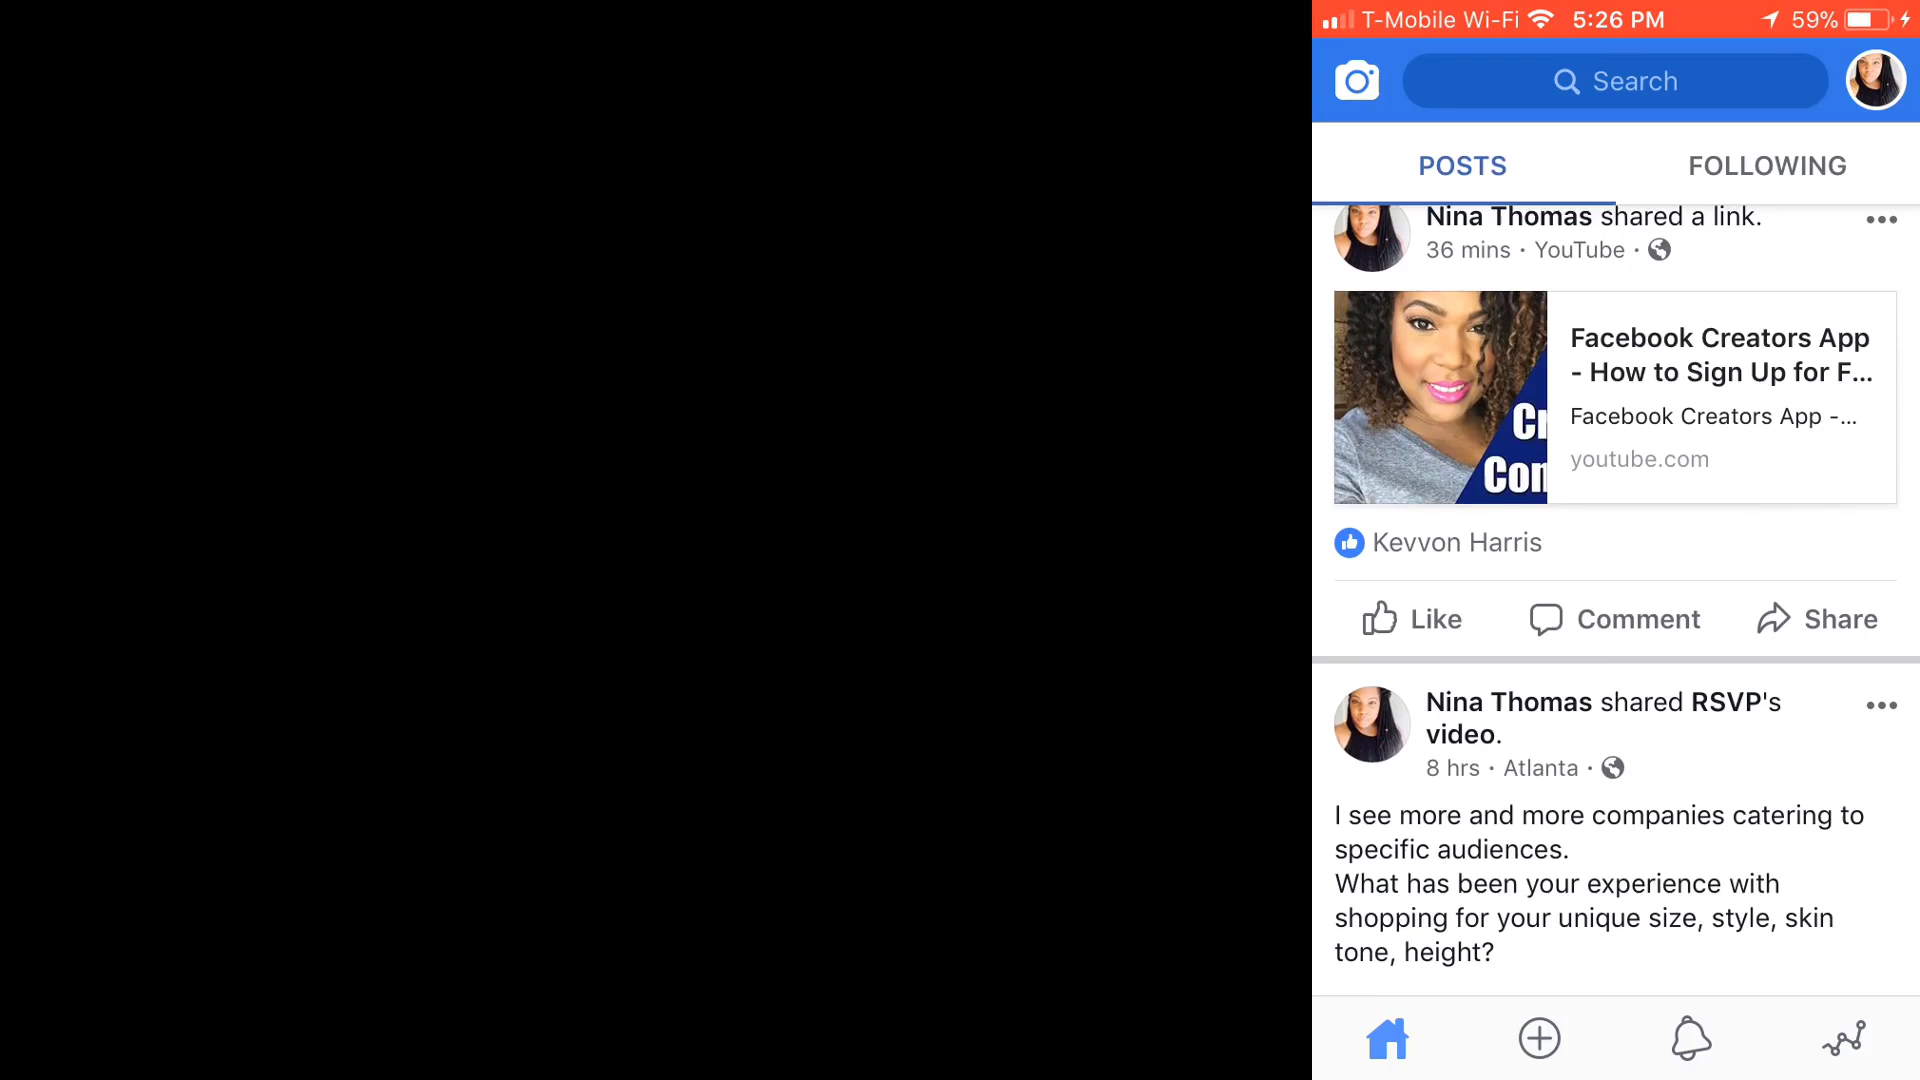 T-Mobile Wi-Fi 5:26 PM 59%
Search
POSTS FOLLOWING
Nina Thomas shared a link.
36 mins · YouTube ·
Facebook Creators App
- How to Sign Up for F...
Facebook Creators App -...
youtube.com
Cr
Con
Kevvon Harris
Like Comment Share
Nina Thomas shared RSVP's
video.
8 hrs · Atlanta ·
I see more and more companies catering to
specific audiences.
What has been your experience with
shopping for your unique size, style, skin
tone, height?